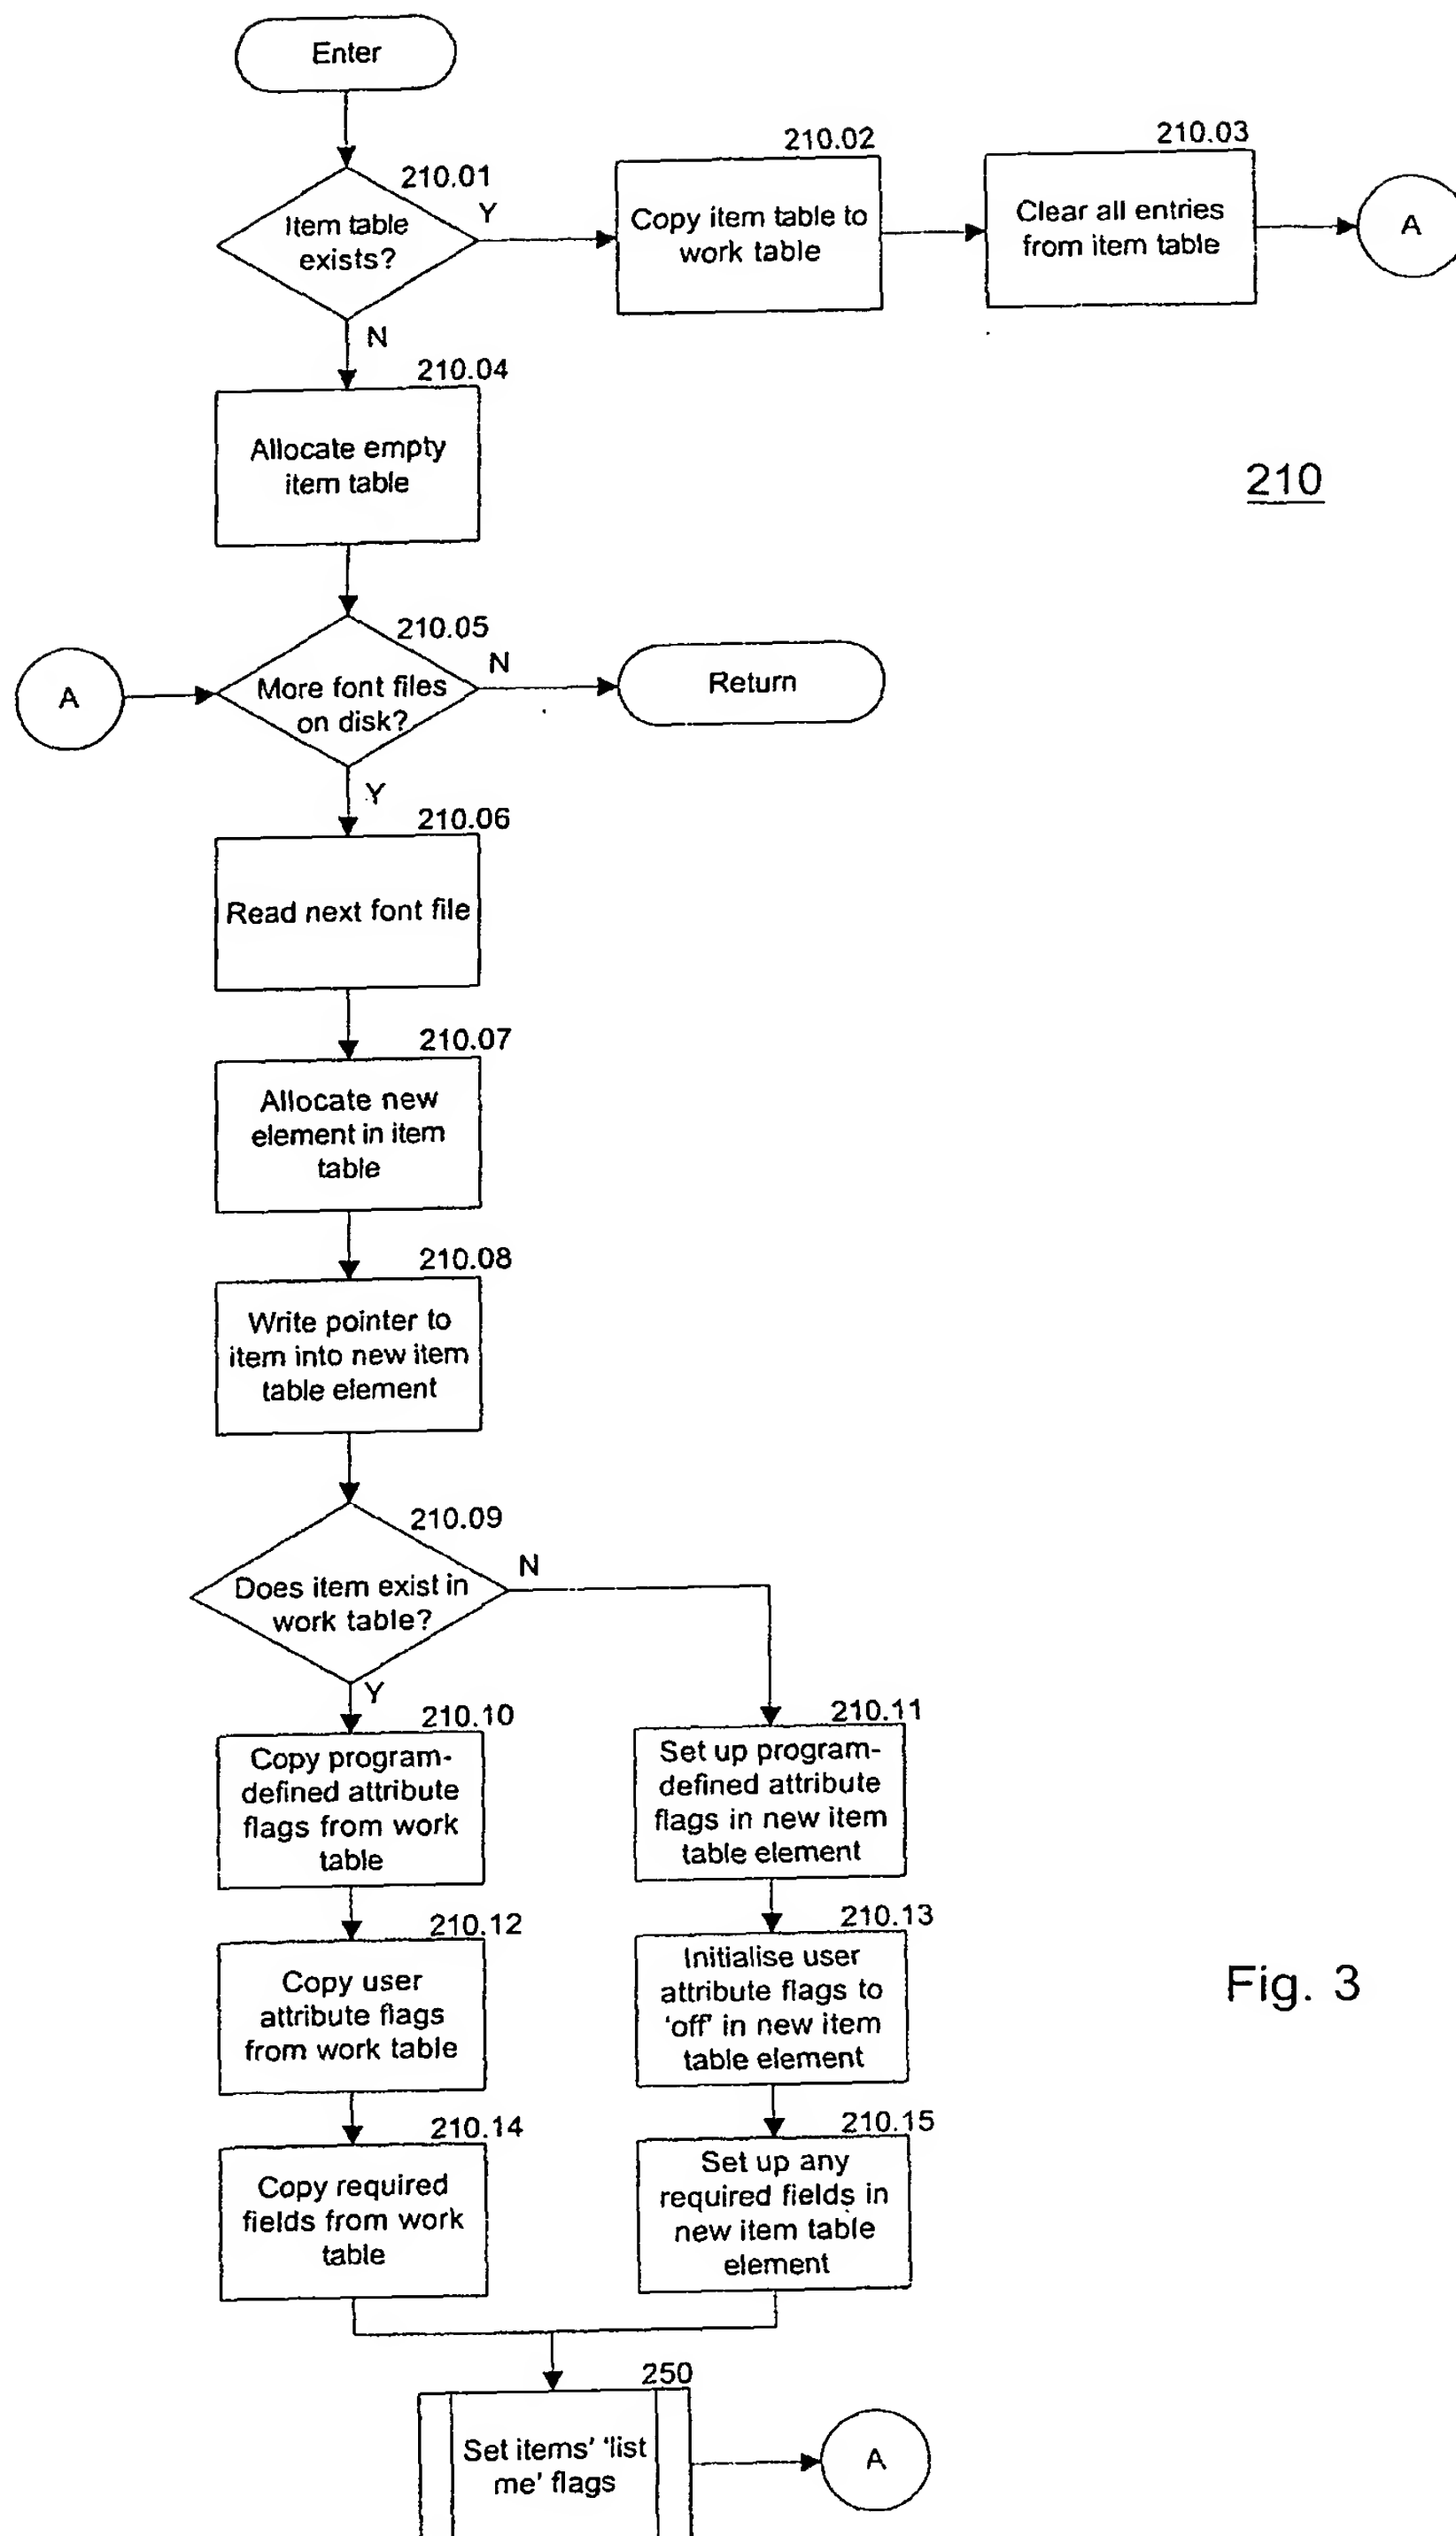 Enter
210.01
Item table
exists?
Y
210.02
Copy item table to
work table
210.03
Clear all entries
from item table
A
N
210.04
Allocate empty
item table
210
A
210.05
More font files
on disk?
N
Return
Y
210.06
Read next font file
210.07
Allocate new
element in item
table
210.08
Write pointer to
item into new item
table element
210.09
Does item exist in
work table?
N
Y
210.10
Copy program-
defined attribute
flags from work
table
210.11
Set up program-
defined attribute
flags in new item
table element
210.12
Copy user
attribute flags
from work table
210.13
Initialise user
attribute flags to
‘off’ in new item
table element
Fig. 3
210.14
Copy required
fields from work
table
210.15
Set up any
required fields in
new item table
element
250
Set items’ ‘list
me’ flags
A